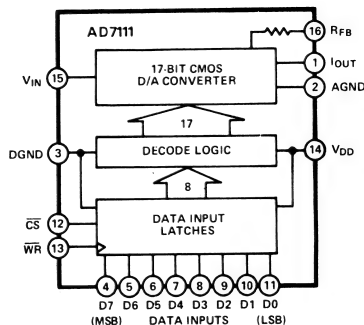 AD7111
16 RFB
17-BIT CMOS
D/A CONVERTER
1 IOUT
VIN 15
2 AGND
17
DGND 3
DECODE LOGIC
14 VDD
8
DATA INPUT
LATCHES
CS 12
WR 13
4 5 6 7 8 9 10 11
D7 D6 D5 D4 D3 D2 D1 D0
(MSB) DATA INPUTS (LSB)